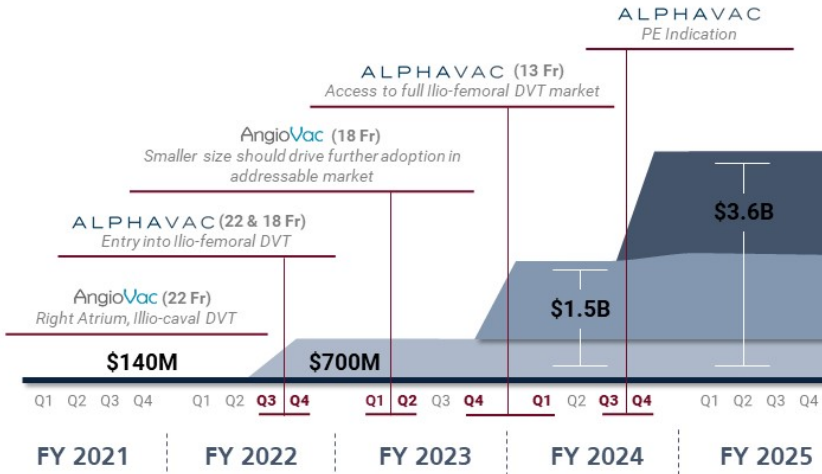 ALPHAVAC
PE Indication
ALPHAVAC (13 Fr)
Access to full Ilio-femoral DVT market
AngioVac (18 Fr)
Smaller size should drive further adoption in
addressable market
ALPHAVAC (22 & 18 Fr)
Entry into Ilio-femoral DVT
AngioVac (22 Fr)
Right Atrium, Illio-caval DVT
$3.6B
$1.5B
$140M
$700M
Q1 Q2 Q3 Q4 Q1 Q2 Q3 Q4 Q1 Q2 Q3 Q4 Q1 Q2 Q3 Q4 Q1 Q2 Q3 Q4
FY 2021 FY 2022 FY 2023 FY 2024 FY 2025